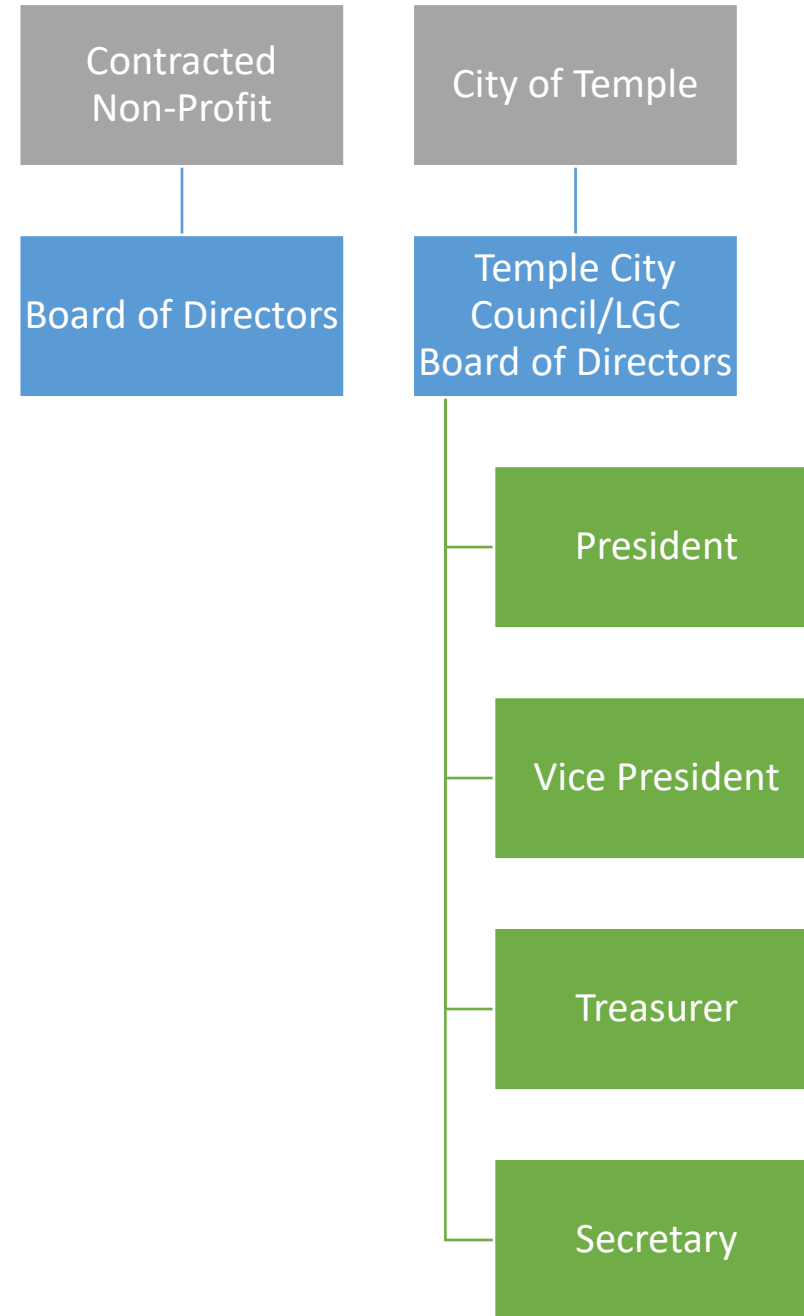 Contracted
Non-Profit
City of Temple
Board of Directors
Temple City
Council/LGC
Board of Directors
President
Vice President
Treasurer
Secretary